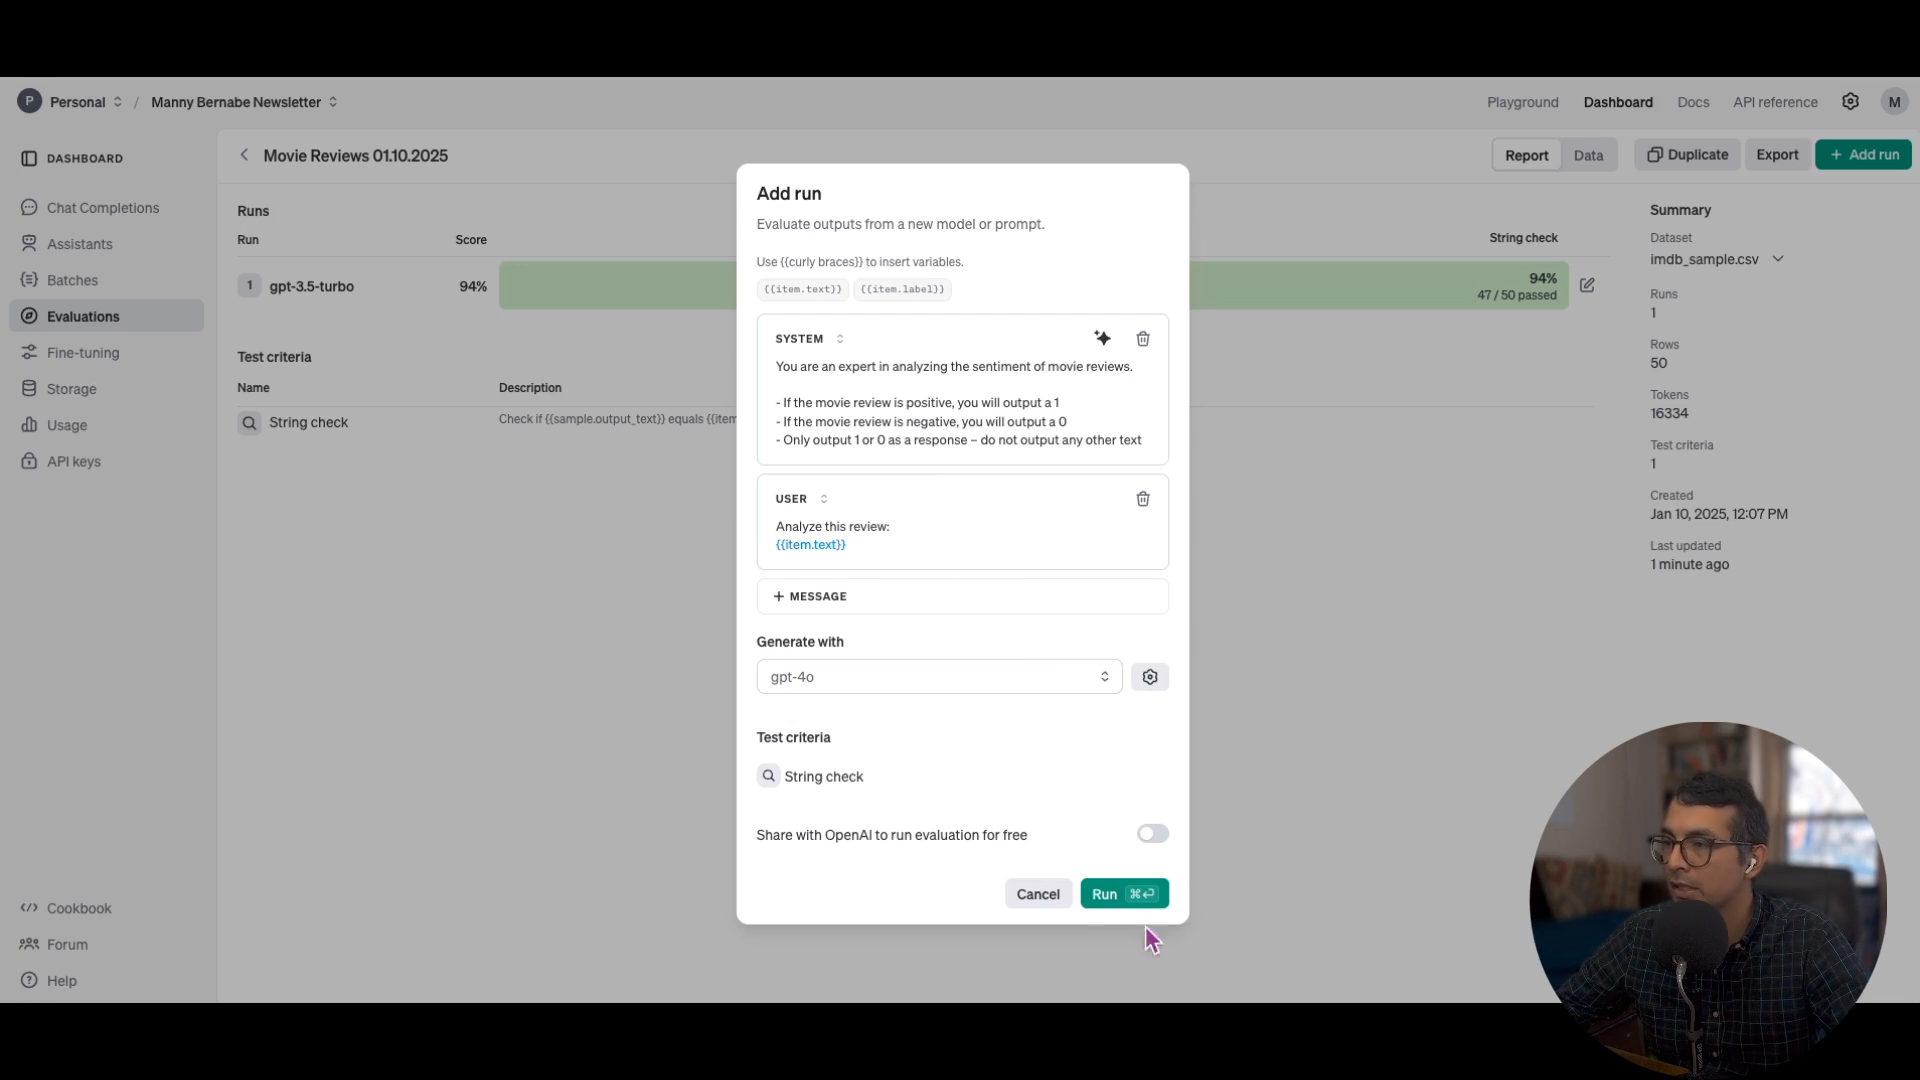 P Personal / Manny Bernabe Newsletter
Playground Dashboard Docs API reference M
DASHBOARD
Chat Completions
Assistants
Batches
Evaluations
Fine-tuning
Storage
Usage
API keys
Cookbook
Forum
Help
Movie Reviews 01.10.2025
Report Data Duplicate Export + Add run
Runs
Run Score String check
1 gpt-3.5-turbo 94% 94%
47 / 50 passed
Test criteria
Name Description
String check Check if {{sample.output_text}} equals {{item
Add run
Evaluate outputs from a new model or prompt.
Use {{curly braces}} to insert variables.
{{item.text}} {{item.label}}
SYSTEM
You are an expert in analyzing the sentiment of movie reviews.
- If the movie review is positive, you will output a 1
- If the movie review is negative, you will output a 0
- Only output 1 or 0 as a response – do not output any other text
USER
Analyze this review:
{{item.text}}
+ MESSAGE
Generate with
gpt-4o
Test criteria
String check
Share with OpenAI to run evaluation for free
Cancel Run ⌘⏎
Summary
Dataset
imdb_sample.csv
Runs
1
Rows
50
Tokens
16334
Test criteria
1
Created
Jan 10, 2025, 12:07 PM
Last updated
1 minute ago